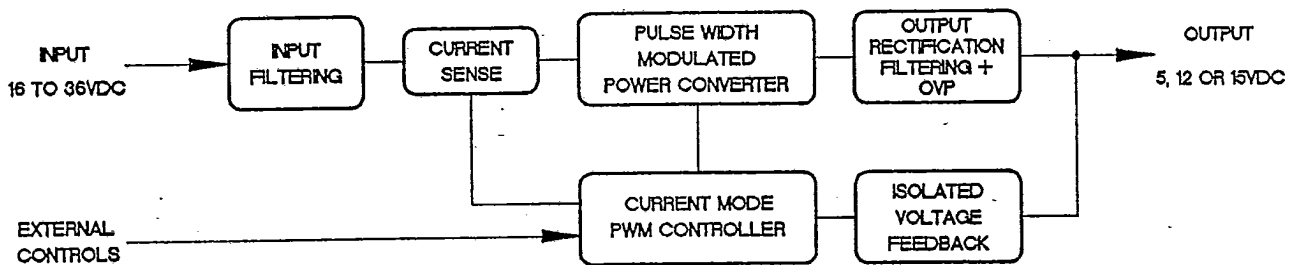 INPUT
16 TO 36VDC
INPUT
FILTERING
CURRENT
SENSE
PULSE WIDTH
MODULATED
POWER CONVERTER
OUTPUT
RECTIFICATION
FILTERING +
OVP
OUTPUT
5, 12 OR 15VDC
EXTERNAL
CONTROLS
CURRENT MODE
PWM CONTROLLER
ISOLATED
VOLTAGE
FEEDBACK